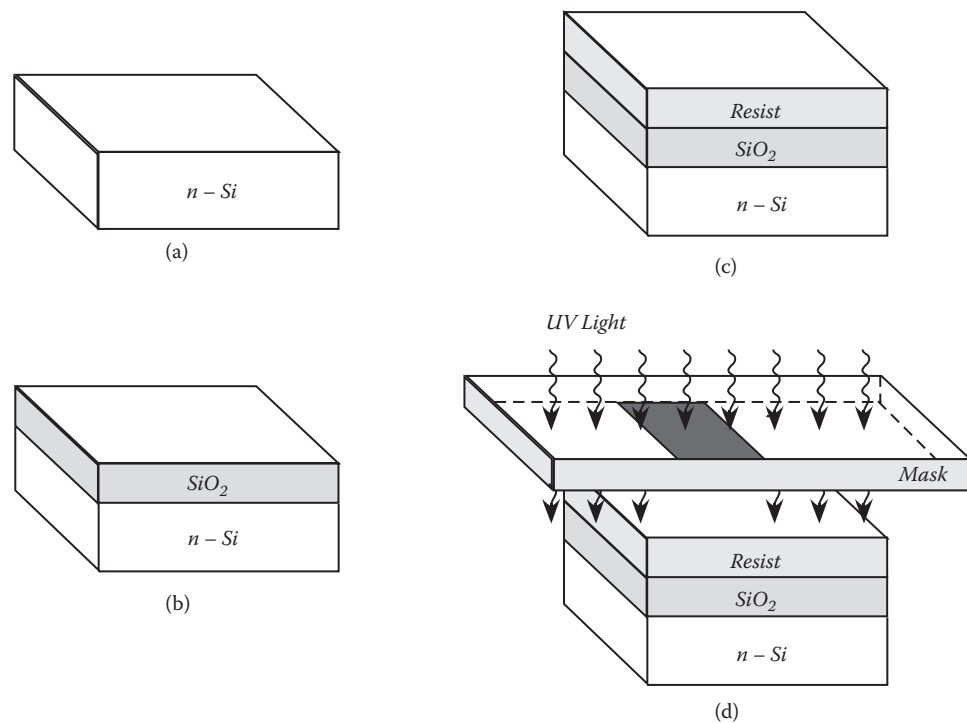 n – Si
(a)
SiO₂
n – Si
(b)
Resist
SiO₂
n – Si
(c)
UV Light
Mask
Resist
SiO₂
n – Si
(d)